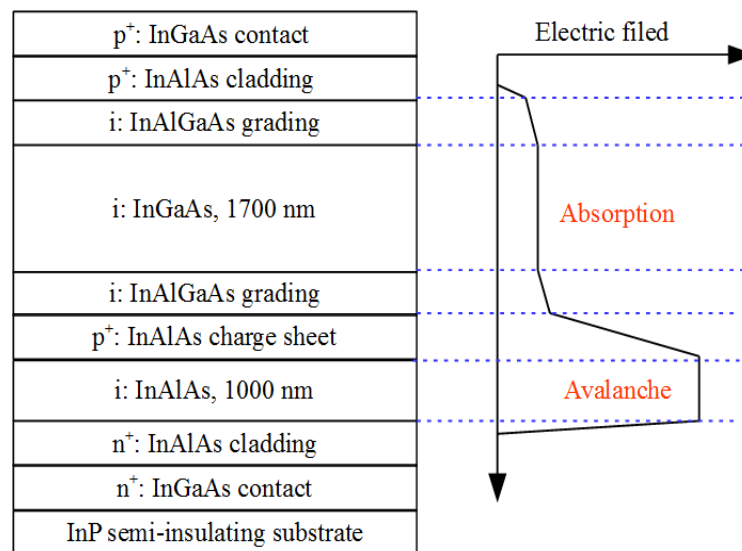 p+: InGaAs contact
p+: InAlAs cladding
i: InAlGaAs grading
i: InGaAs, 1700 nm
i: InAlGaAs grading
p+: InAlAs charge sheet
i: InAlAs, 1000 nm
n+: InAlAs cladding
n+: InGaAs contact
InP semi-insulating substrate
Electric filed
Absorption
Avalanche